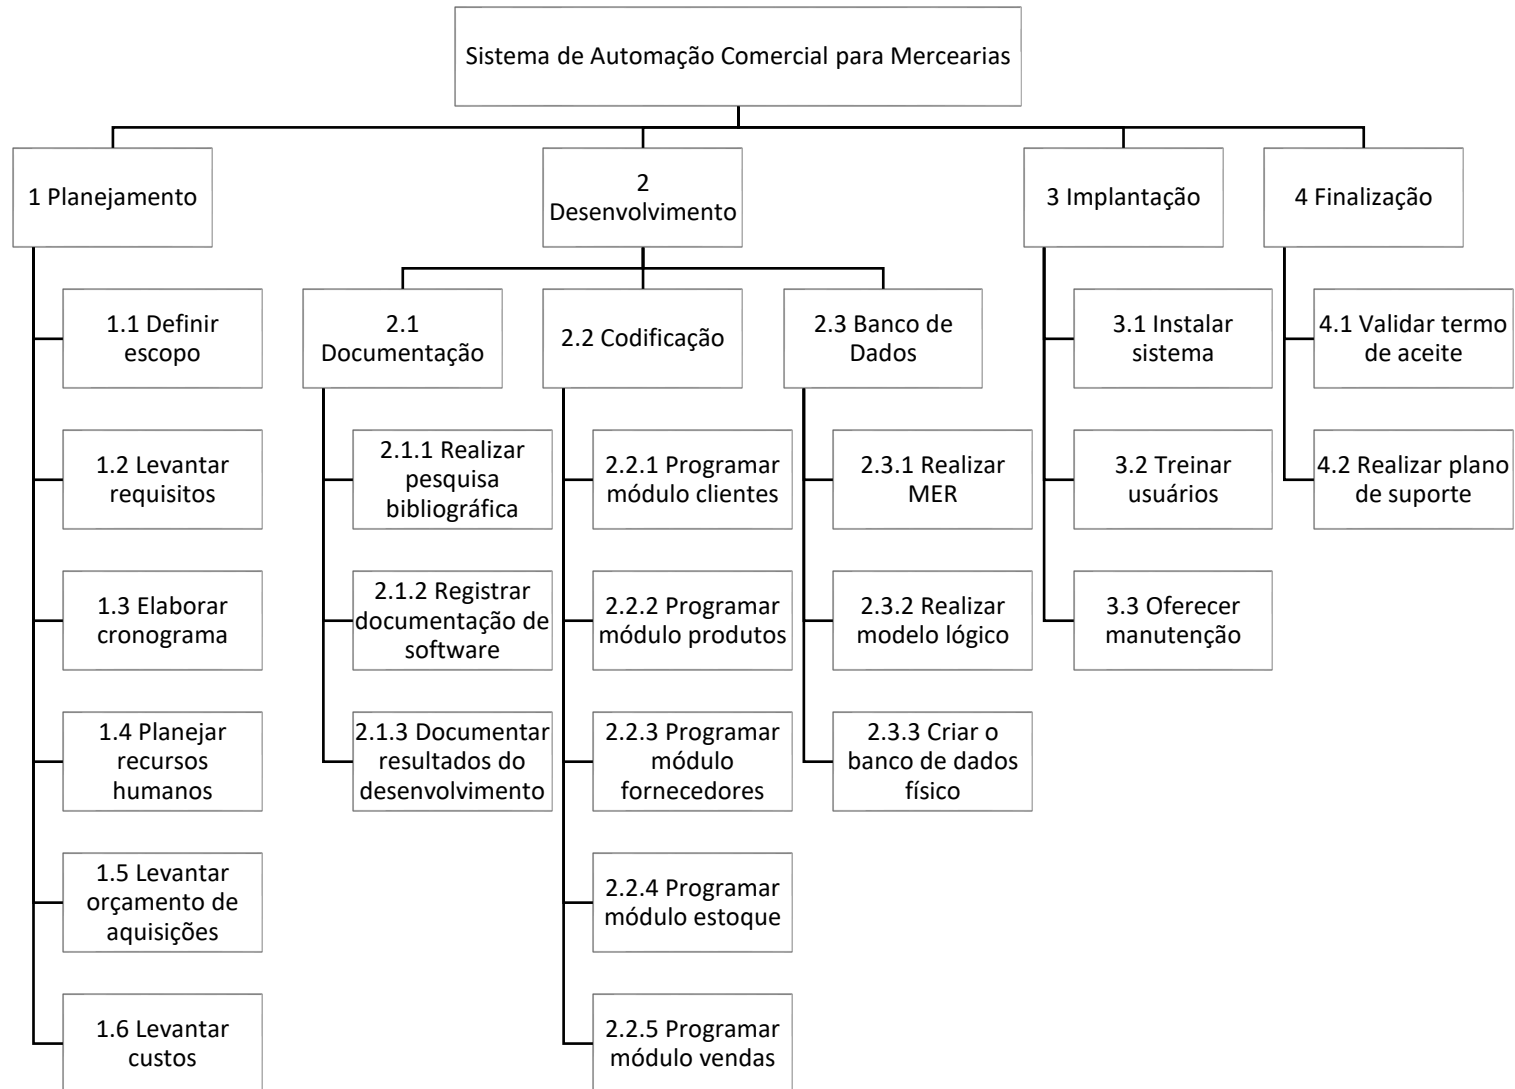 Sistema de Automação Comercial para Mercearias
1 Planejamento
2
Desenvolvimento
3 Implantação
4 Finalização
1.1 Definir
escopo
1.2 Levantar
requisitos
1.3 Elaborar
cronograma
1.4 Planejar
recursos
humanos
1.5 Levantar
orçamento de
aquisições
1.6 Levantar
custos
2.1
Documentação
2.1.1 Realizar
pesquisa
bibliográfica
2.1.2 Registrar
documentação de
software
2.1.3 Documentar
resultados do
desenvolvimento
2.2 Codificação
2.2.1 Programar
módulo clientes
2.2.2 Programar
módulo produtos
2.2.3 Programar
módulo
fornecedores
2.2.4 Programar
módulo estoque
2.2.5 Programar
módulo vendas
2.3 Banco de
Dados
2.3.1 Realizar
MER
2.3.2 Realizar
modelo lógico
2.3.3 Criar o
banco de dados
físico
3.1 Instalar
sistema
3.2 Treinar
usuários
3.3 Oferecer
manutenção
4.1 Validar termo
de aceite
4.2 Realizar plano
de suporte